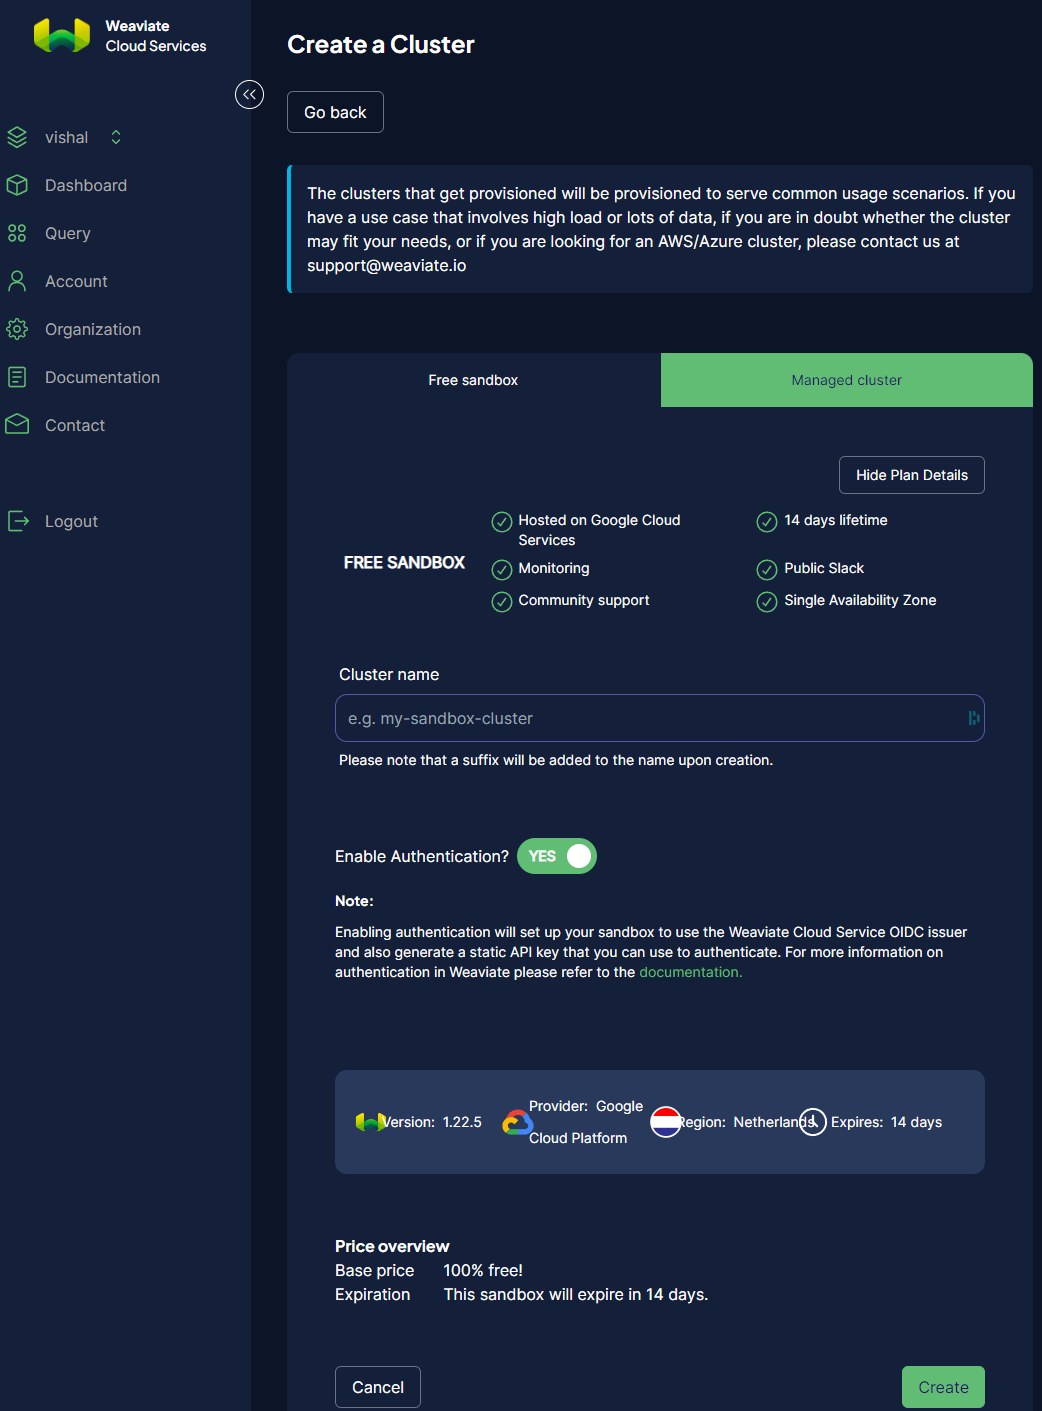 Weaviate
Cloud Services
vishal
Dashboard
Query
Account
Organization
Documentation
Contact
Logout
Create a Cluster
Go back
The clusters that get provisioned will be provisioned to serve common usage scenarios. If you
have a use case that involves high load or lots of data, if you are in doubt whether the cluster
may fit your needs, or if you are looking for an AWS/Azure cluster, please contact us at
support@weaviate.io
Free sandbox
Managed cluster
Hide Plan Details
FREE SANDBOX
Hosted on Google Cloud
Services
14 days lifetime
Monitoring
Public Slack
Community support
Single Availability Zone
Cluster name
e.g. my-sandbox-cluster
Please note that a suffix will be added to the name upon creation.
Enable Authentication? YES
Note:
Enabling authentication will set up your sandbox to use the Weaviate Cloud Service OIDC issuer
and also generate a static API key that you can use to authenticate. For more information on
authentication in Weaviate please refer to the documentation.
Version: 1.22.5
Provider: Google
Cloud Platform
Region: Netherlands
Expires: 14 days
Price overview
Base price 100% free!
Expiration This sandbox will expire in 14 days.
Cancel
Create